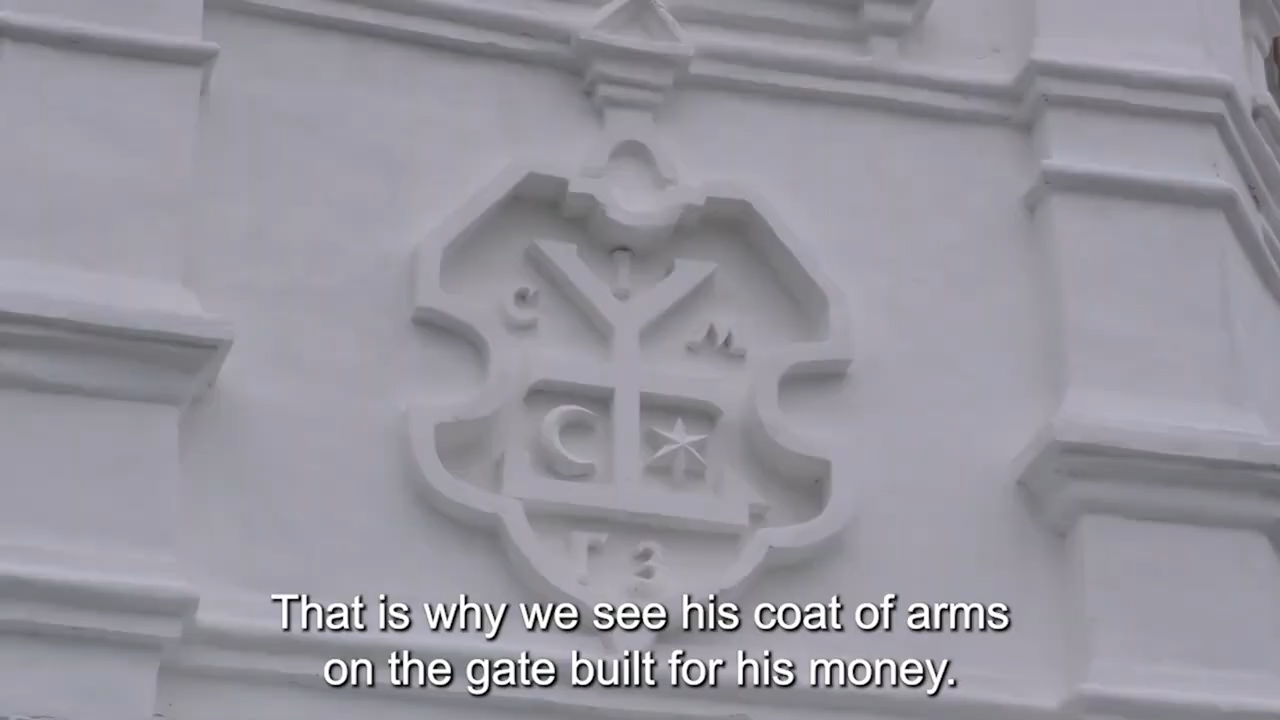 С М
Г З
That is why we see his coat of arms
on the gate built for his money.